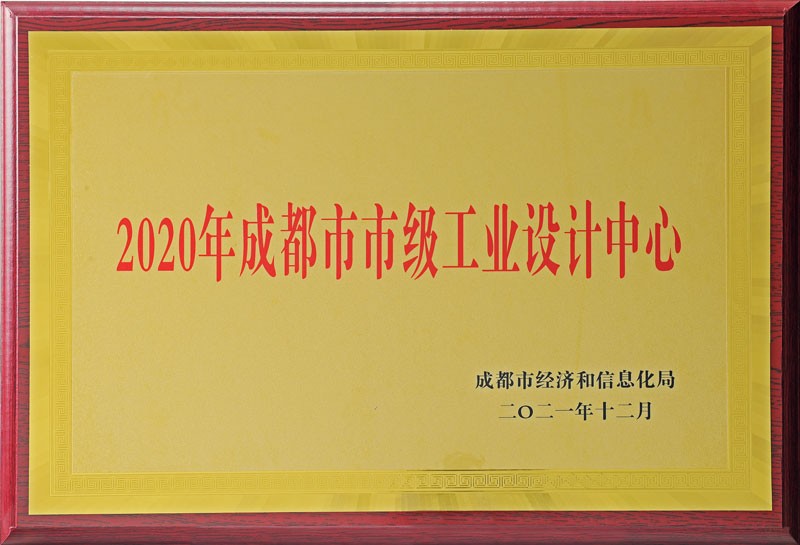 2020年成都市市级工业设计中心
成都市经济和信息化局
二〇二一年十二月